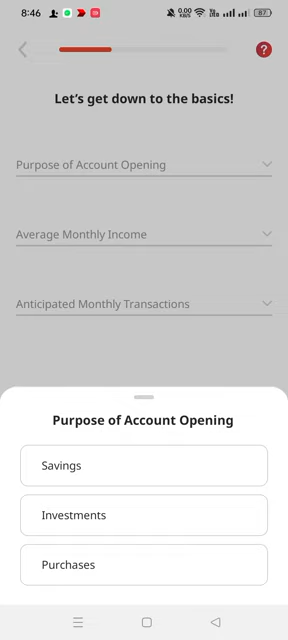 8:46
0.00
KB/S
87
?
Let's get down to the basics!
Purpose of Account Opening
Average Monthly Income
Anticipated Monthly Transactions
Purpose of Account Opening
Savings
Investments
Purchases